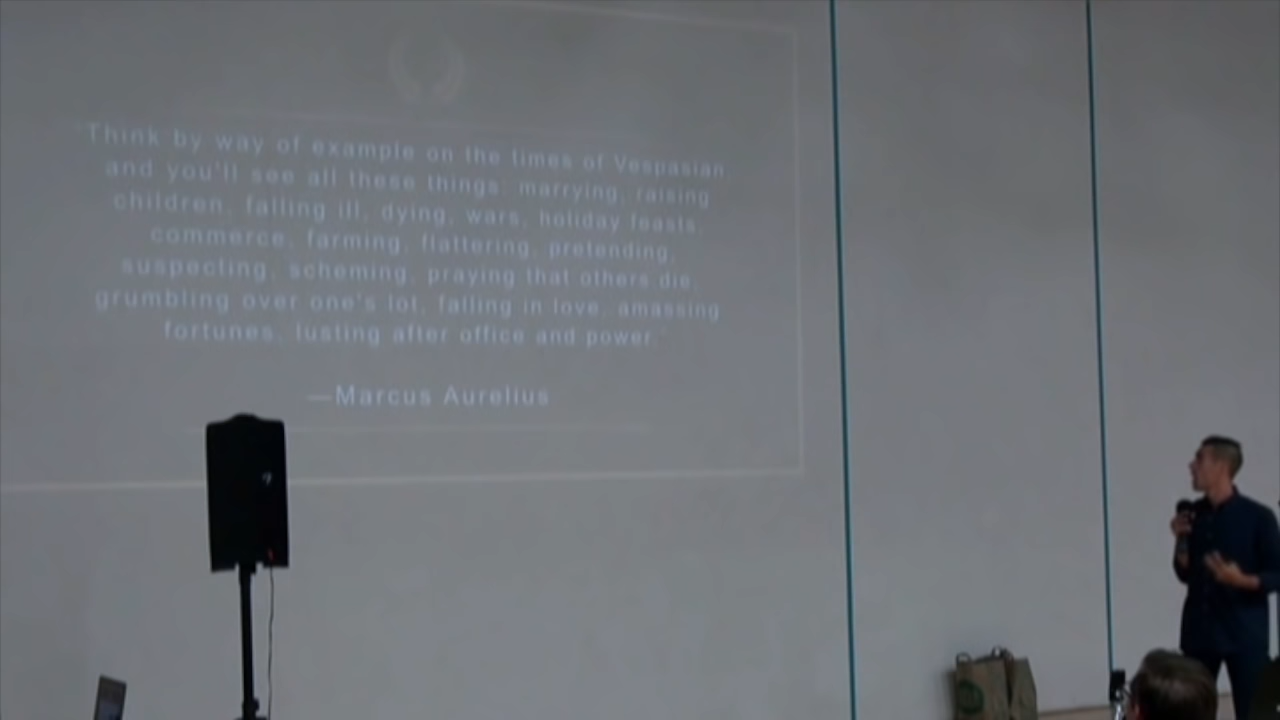 "Think by way of example on the times of Vespasian
and you'll see all these things: marrying, raising
children, falling ill, dying, wars, holiday feasts,
commerce, farming, flattering, pretending,
suspecting, scheming, praying that others die,
grumbling over one's lot, falling in love, amassing
fortunes, lusting after office and power."
—Marcus Aurelius